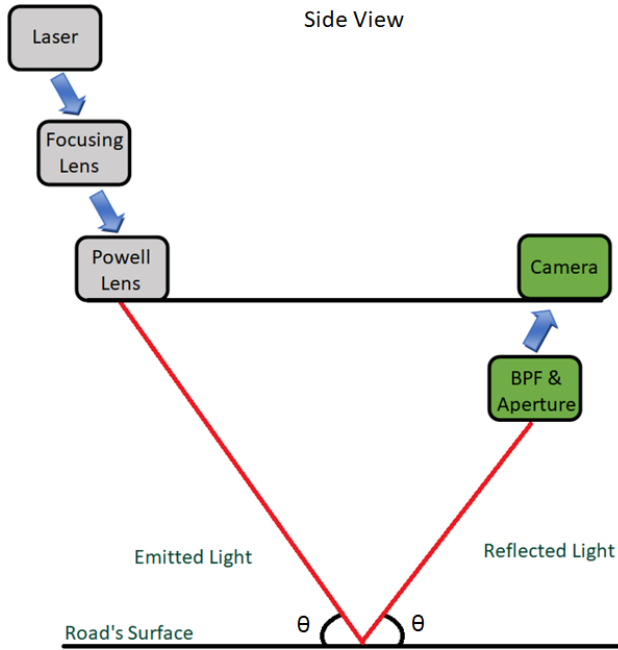 Side View
Laser
Focusing
Lens
Powell
Lens
Camera
BPF &
Aperture
Emitted Light
Reflected Light
θ
θ
Road's Surface